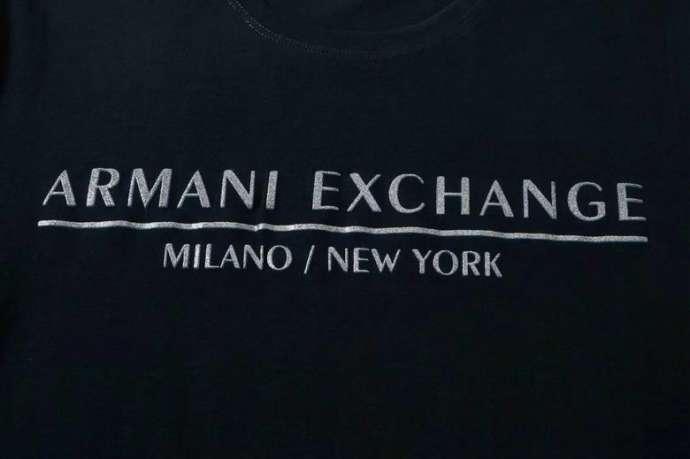 ARMANI EXCHANGE
MILANO / NEW YORK